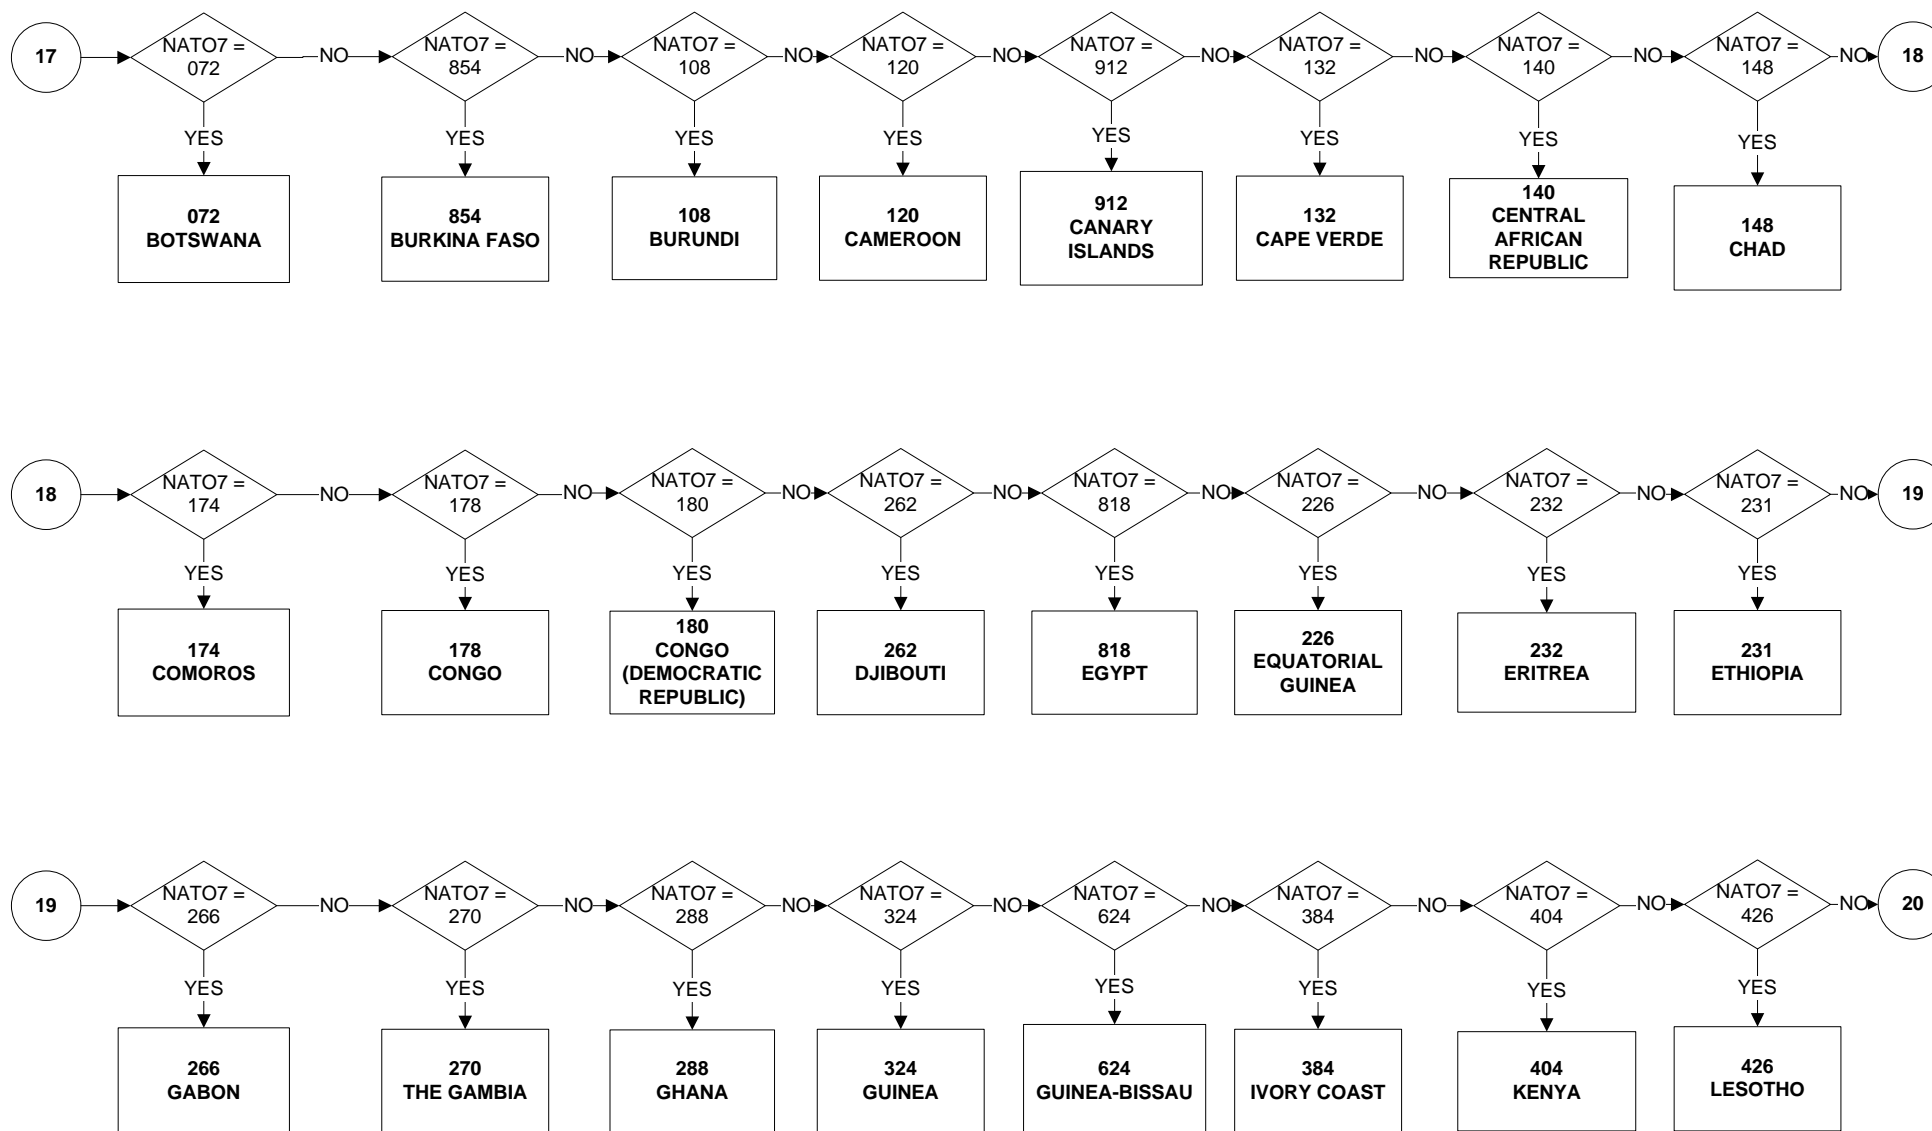 17
NATO7 =
072
NO
NATO7 =
854
NO
NATO7 =
108
NO
NATO7 =
120
NO
NATO7 =
912
NO
NATO7 =
132
NO
NATO7 =
140
NO
NATO7 =
148
NO
18
YES
YES
YES
YES
YES
YES
YES
YES
072
BOTSWANA
854
BURKINA FASO
108
BURUNDI
120
CAMEROON
912
CANARY
ISLANDS
132
CAPE VERDE
140
CENTRAL
AFRICAN
REPUBLIC
148
CHAD
18
NATO7 =
174
NO
NATO7 =
178
NO
NATO7 =
180
NO
NATO7 =
262
NO
NATO7 =
818
NO
NATO7 =
226
NO
NATO7 =
232
NO
NATO7 =
231
NO
19
YES
YES
YES
YES
YES
YES
YES
YES
174
COMOROS
178
CONGO
180
CONGO
(DEMOCRATIC
REPUBLIC)
262
DJIBOUTI
818
EGYPT
226
EQUATORIAL
GUINEA
232
ERITREA
231
ETHIOPIA
19
NATO7 =
266
NO
NATO7 =
270
NO
NATO7 =
288
NO
NATO7 =
324
NO
NATO7 =
624
NO
NATO7 =
384
NO
NATO7 =
404
NO
NATO7 =
426
NO
20
YES
YES
YES
YES
YES
YES
YES
YES
266
GABON
270
THE GAMBIA
288
GHANA
324
GUINEA
624
GUINEA-BISSAU
384
IVORY COAST
404
KENYA
426
LESOTHO